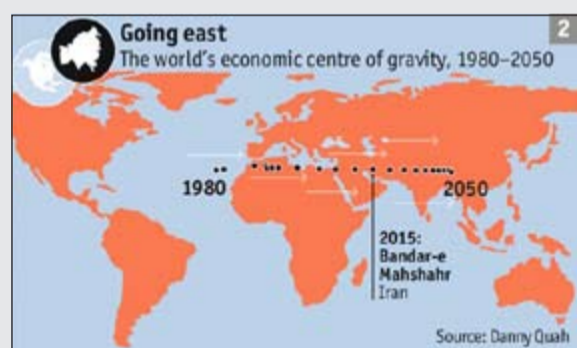 Going east
2
The world's economic centre of gravity, 1980–2050
1980
2050
2015:
Bandar-e
Mahshahr
Iran
Source: Danny Quah